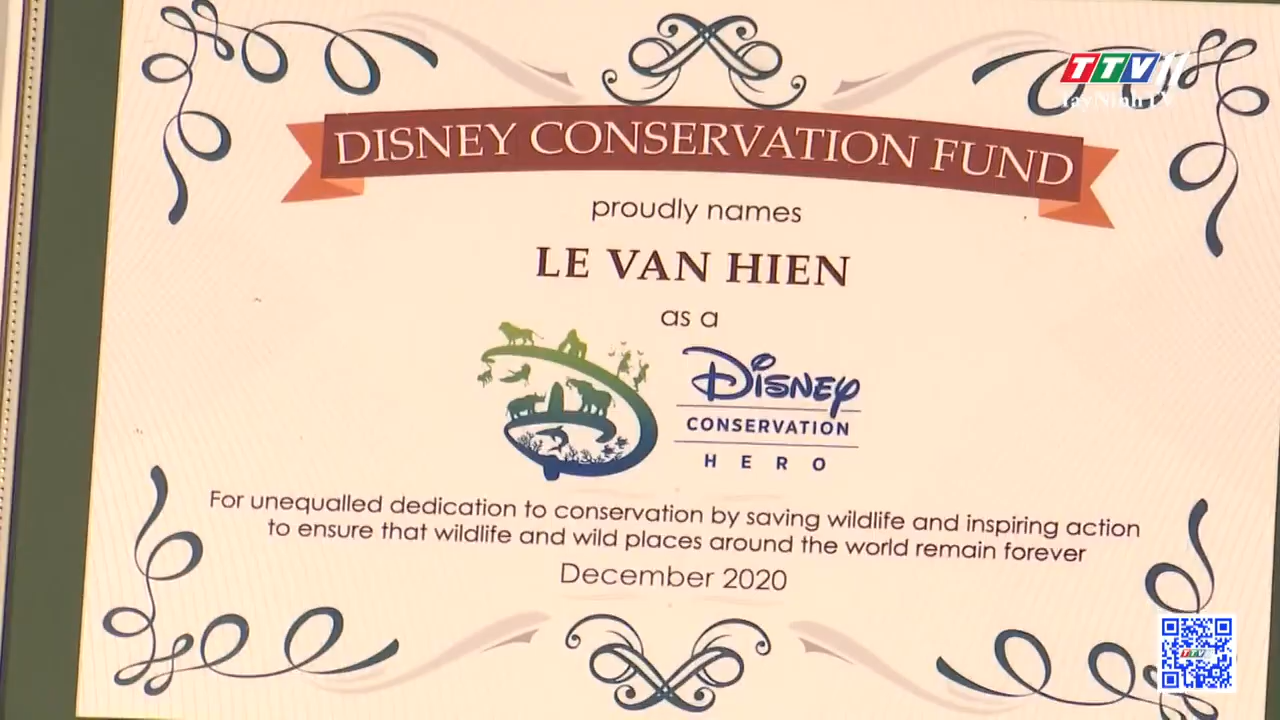 TTV11
TayNinhTV
DISNEY CONSERVATION FUND
proudly names
LE VAN HIEN
as a
Disney
CONSERVATION
HERO
For unequalled dedication to conservation by saving wildlife and inspiring action
to ensure that wildlife and wild places around the world remain forever
December 2020
TTV